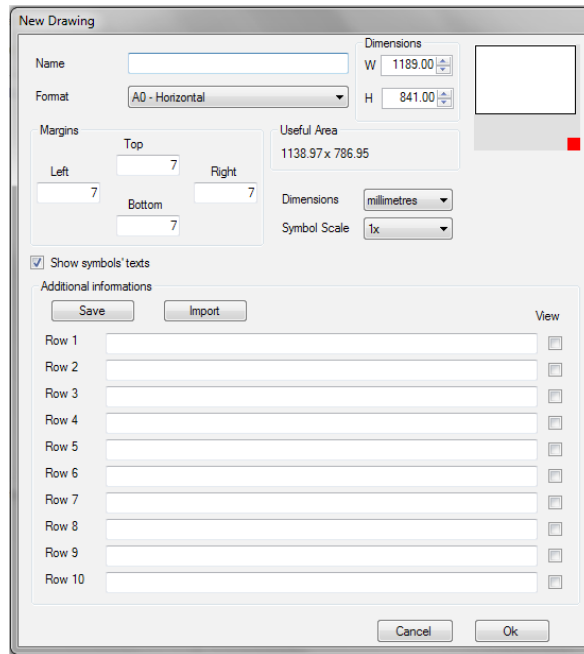 New Drawing
Name
Dimensions
W 1189.00
Format A0 - Horizontal
H 841.00
Margins
Top
7
Left
7
Right
7
Bottom
7
Useful Area
1138.97 x 786.95
Dimensions millimetres
Symbol Scale 1x
Show symbols' texts
Additional informations
Save Import View
Row 1
Row 2
Row 3
Row 4
Row 5
Row 6
Row 7
Row 8
Row 9
Row 10
Cancel Ok